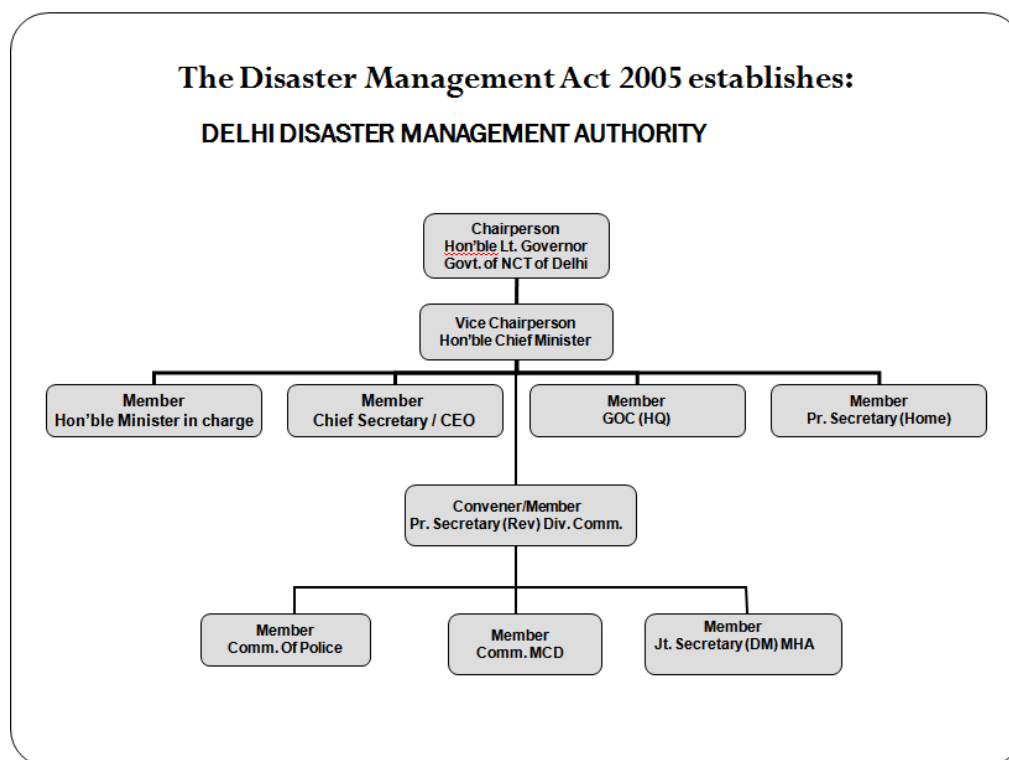 The Disaster Management Act 2005 establishes:
DELHI DISASTER MANAGEMENT AUTHORITY
Chairperson
Hon'ble Lt. Governor
Govt. of NCT of Delhi
Vice Chairperson
Hon'ble Chief Minister
Member
Hon'ble Minister in charge
Member
Chief Secretary / CEO
Member
GOC (HQ)
Member
Pr. Secretary (Home)
Convener/Member
Pr. Secretary (Rev) Div. Comm.
Member
Comm. Of Police
Member
Comm. MCD
Member
Jt. Secretary (DM) MHA